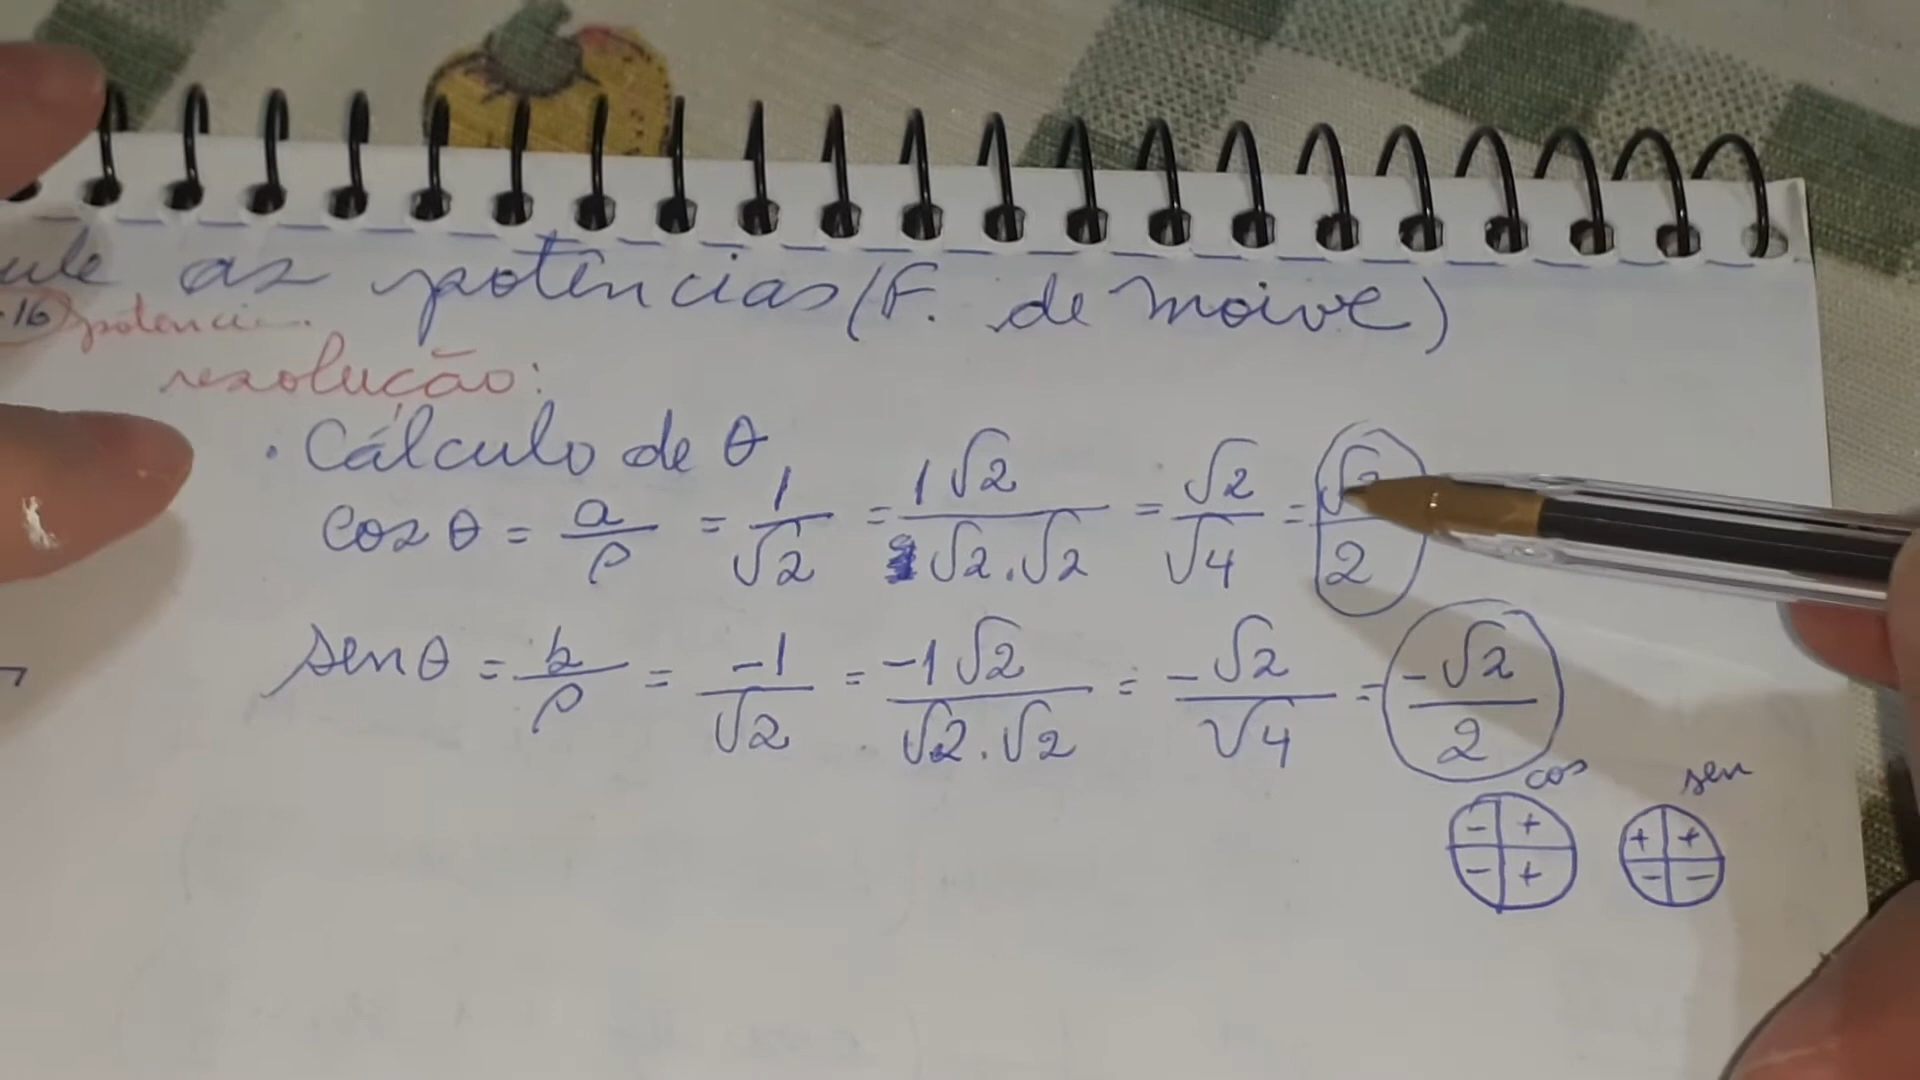 as potências (F. de moivre)
-16) potenci
resolução:
. Cálculo de θ
cos θ = a/ρ = 1/√2 = 1√2/√2.√2 = √2/√4 = √2/2
sen θ = b/ρ = -1/√2 = -1√2/√2.√2 = -√2/√4 = -√2/2
cos sen
- + + +
- + - -